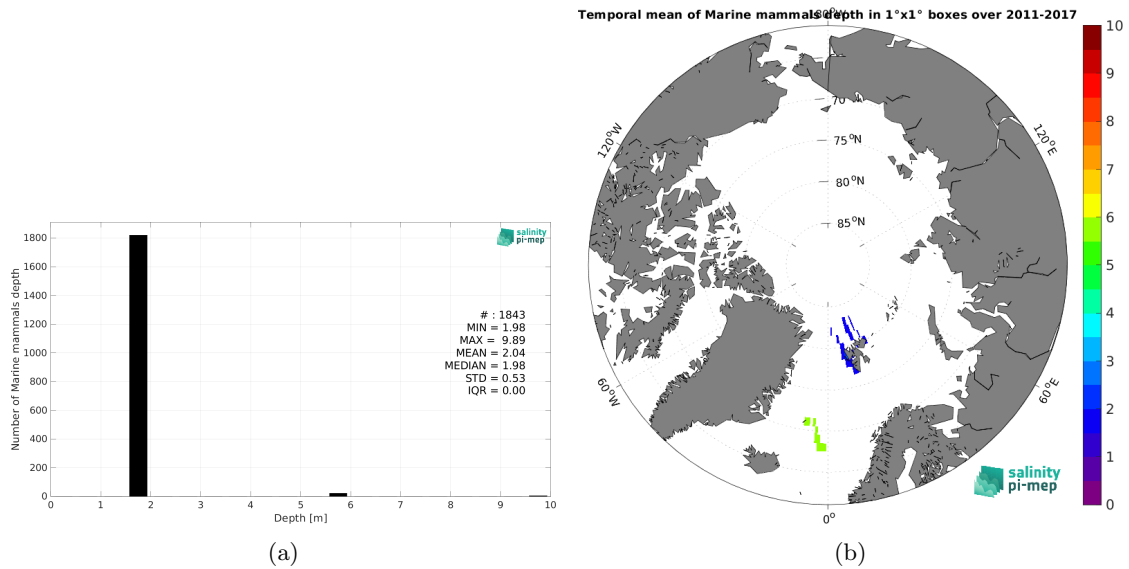 Temporal mean of Marine mammals depth in 1°x1° boxes over 2011-2017
180°W
120°W
120°E
60°W
60°E
0°
70
75°N
80°N
85°N
10
9
8
7
6
5
4
3
2
1
0
salinity
pi-mep
Number of Marine mammals depth
1800
1600
1400
1200
1000
800
600
400
200
0
salinity
pi-mep
# : 1843
MIN = 1.98
MAX = 9.89
MEAN = 2.04
MEDIAN = 1.98
STD = 0.53
IQR = 0.00
0 1 2 3 4 5 6 7 8 9 10
Depth [m]
(a)
(b)